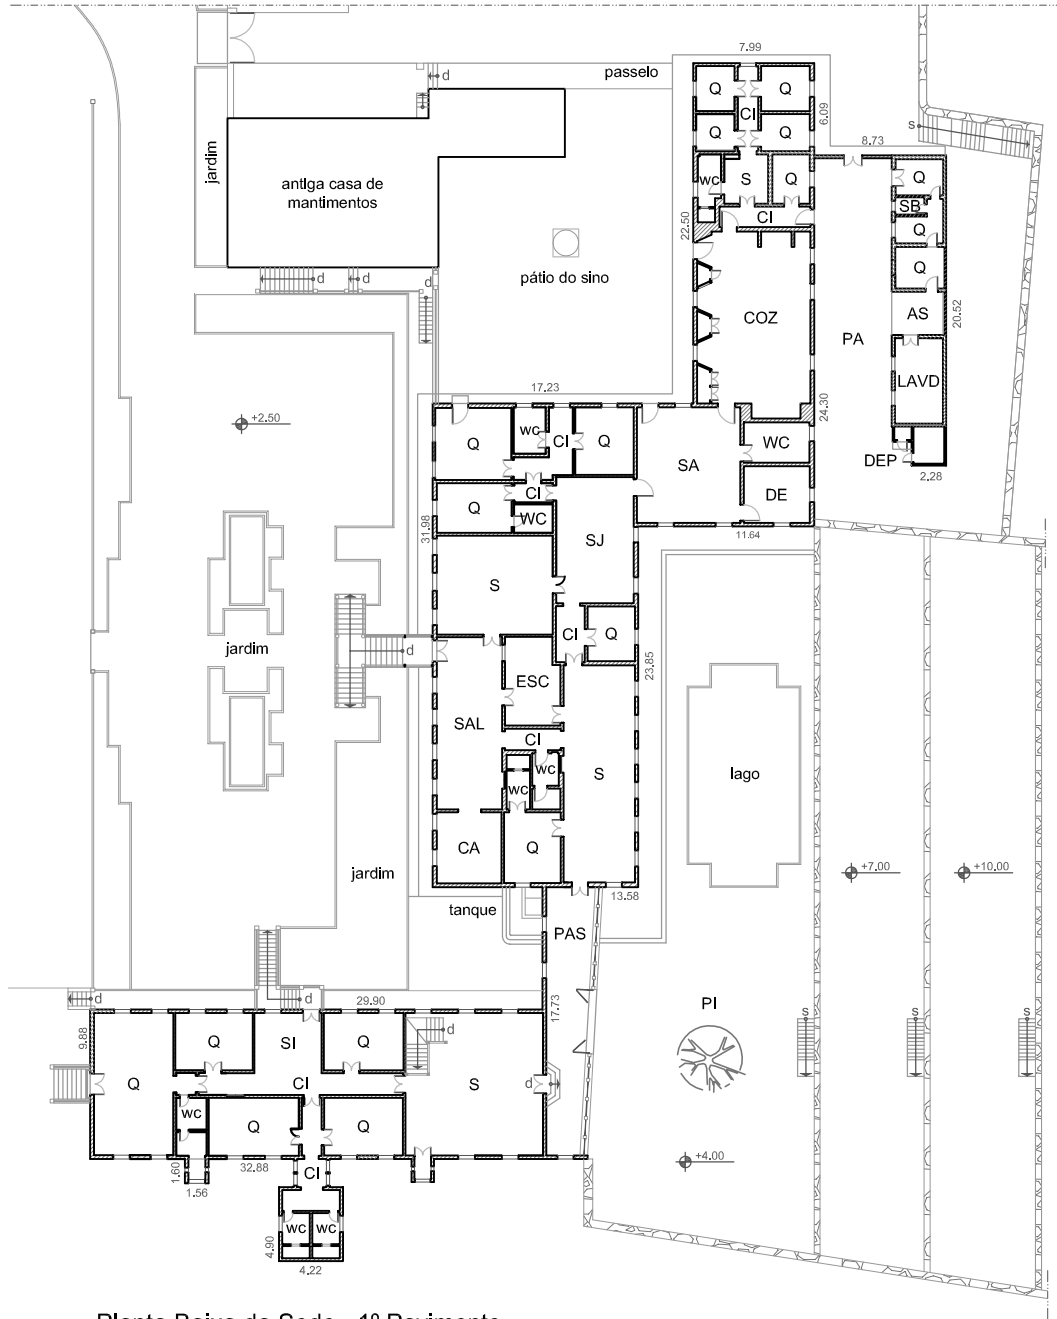 7.99
passeio
d
Q
Q
CI
6.09
Q
Q
s
8.73
jardim
wc
S
Q
Q
antiga casa de
mantimentos
SB
CI
22.50
Q
pátio do sino
d
d
d
Q
COZ
AS
20.52
PA
LAVD
17.23
+2.50
24.30
Q
wc
CI
Q
WC
SA
DEP
2.28
CI
Q
WC
DE
31.98
SJ
11.64
S
CI
Q
jardim
d
23.85
ESC
SAL
CI
wc
S
lago
wc
CA
Q
+7.00
+10.00
jardim
13.58
tanque
PAS
d
d
29.90
17.73
PI
s
s
s
9.88
Q
SI
Q
d
Q
CI
S
d
wc
Q
Q
1.60
32.88
CI
+4.00
1.56
wc
wc
4.90
4.22